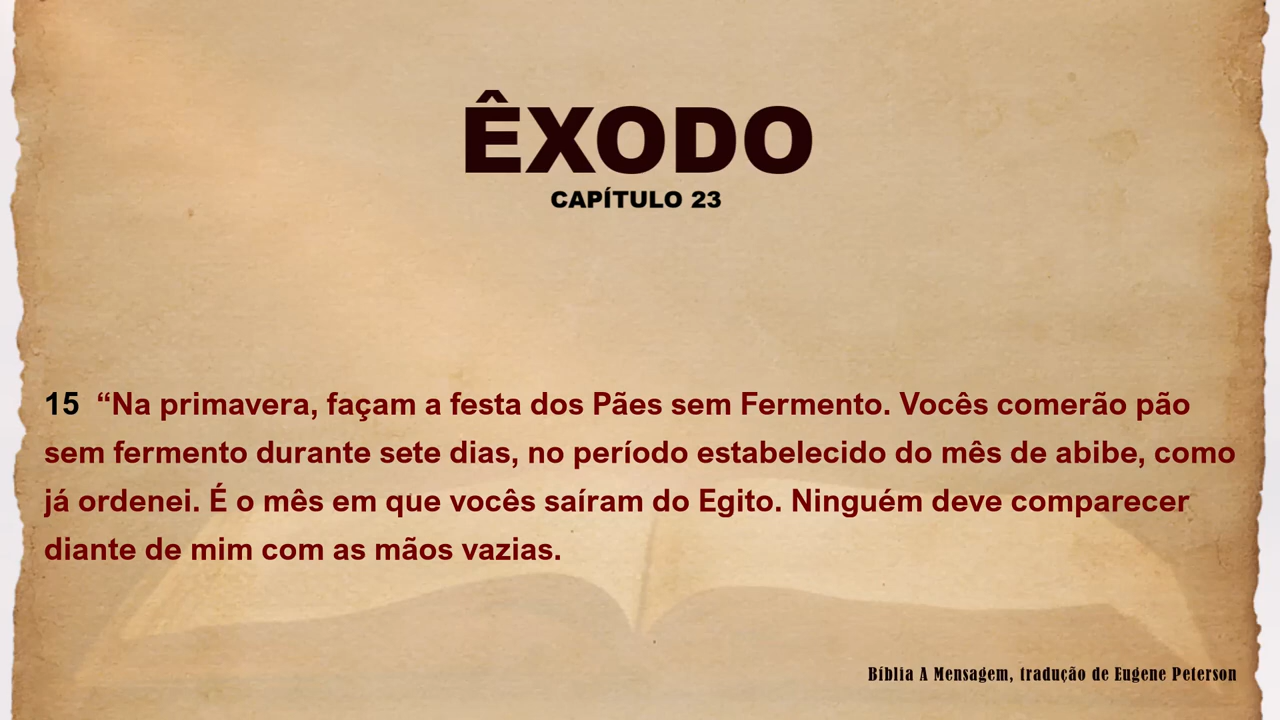 ÊXODO
CAPÍTULO 23
15 “Na primavera, façam a festa dos Pães sem Fermento. Vocês comerão pão
sem fermento durante sete dias, no período estabelecido do mês de abibe, como
já ordenei. É o mês em que vocês saíram do Egito. Ninguém deve comparecer
diante de mim com as mãos vazias.
Bíblia A Mensagem, tradução de Eugene Peterson